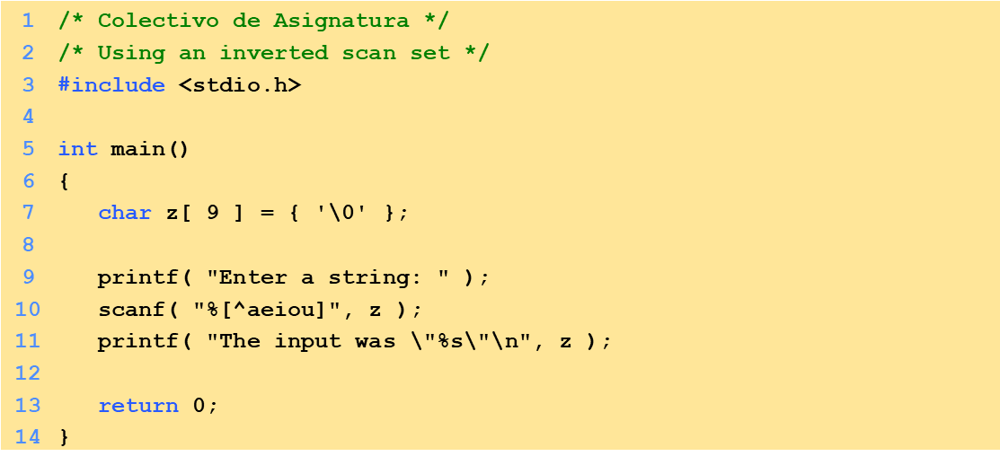 1 /* Colectivo de Asignatura */
2 /* Using an inverted scan set */
3 #include <stdio.h>
4
5 int main()
6 {
7    char z[ 9 ] = { '\0' };
8
9    printf( "Enter a string: " );
10    scanf( "%[^aeiou]", z );
11    printf( "The input was \"%s\"\n", z );
12
13    return 0;
14 }